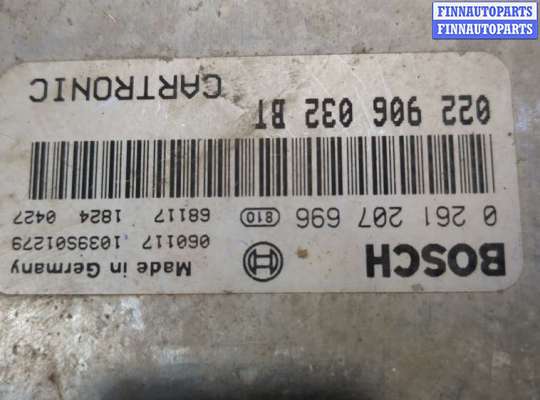 FINNAUTOPARTS
FINNAUTOPARTS
FINNAUTOPARTS
BOSCH
Made in Germany
060117 1039S01279
0 261 207 696 810 68117 1824 0427
022 906 032 BT CARTRONIC